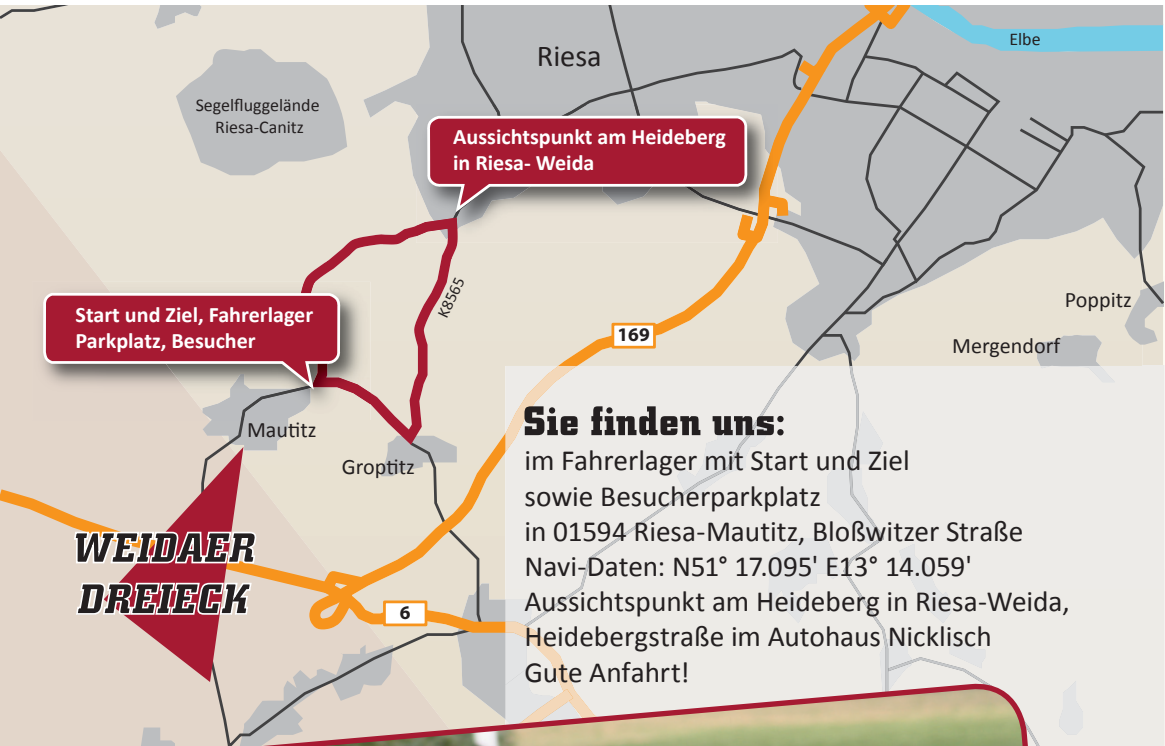 Elbe
Riesa
Segelfluggelände
Riesa-Canitz
Aussichtspunkt am Heideberg
in Riesa- Weida
K8565
Start und Ziel, Fahrerlager
Parkplatz, Besucher
Poppitz
169
Mergendorf
Mautitz
Groptitz
WEIDAER
DREIECK
6
Sie finden uns:
im Fahrerlager mit Start und Ziel
sowie Besucherparkplatz
in 01594 Riesa-Mautitz, Bloßwitzer Straße
Navi-Daten: N51° 17.095' E13° 14.059'
Aussichtspunkt am Heideberg in Riesa-Weida,
Heidebergstraße im Autohaus Nicklisch
Gute Anfahrt!